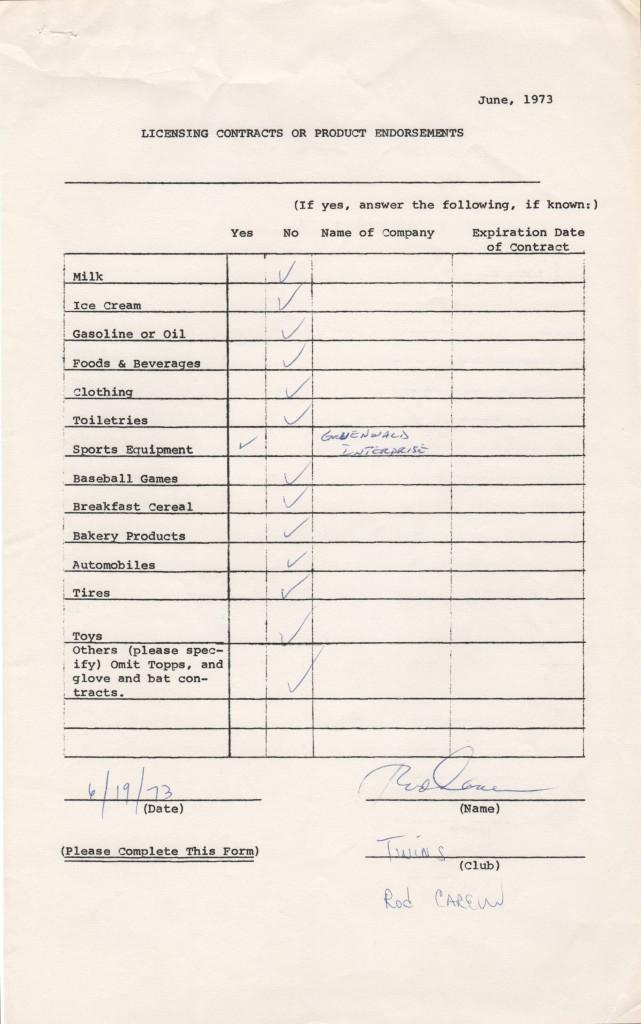 June, 1973
LICENSING CONTRACTS OR PRODUCT ENDORSEMENTS
(If yes, answer the following, if known:)
Yes No Name of Company Expiration Date
of Contract
Milk ✓
Ice Cream ✓
Gasoline or Oil ✓
Foods & Beverages ✓
Clothing ✓
Toiletries ✓
Sports Equipment ✓ GRUENWALD
ENTERPRISE
Baseball Games ✓
Breakfast Cereal ✓
Bakery Products ✓
Automobiles ✓
Tires ✓
Toys ✓
Others (please spec-
ify) Omit Topps, and
glove and bat con-
tracts. ✓
6/19/73 Rod Carew
(Date) (Name)
(Please Complete This Form) Twins
(Club)
Rod CAREW